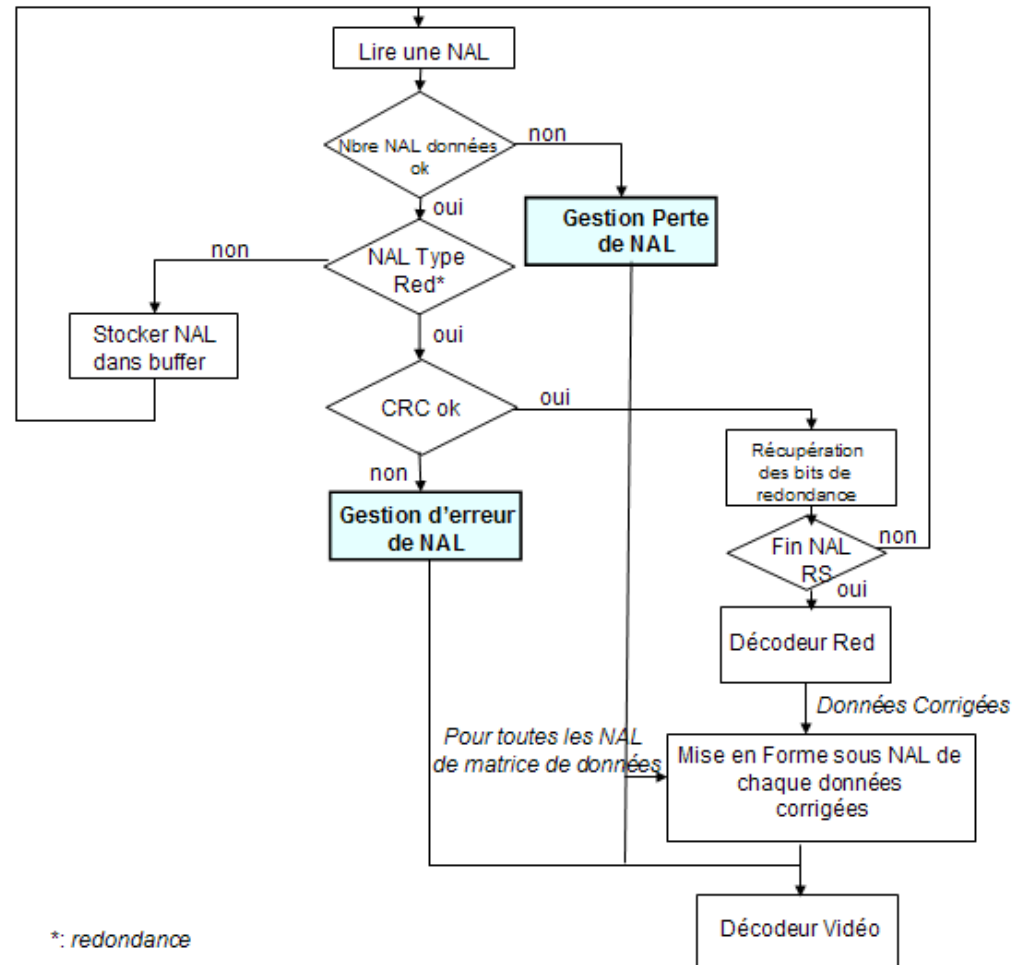 Lire une NAL
Nbre NAL données
ok
non
oui
Gestion Perte
de NAL
non
NAL Type
Red*
Stocker NAL
dans buffer
oui
CRC ok
oui
Récupération
des bits de
redondance
non
Gestion d'erreur
de NAL
Fin NAL
RS
non
oui
Décodeur Red
Données Corrigées
Pour toutes les NAL
de matrice de données
Mise en Forme sous NAL de
chaque données
corrigées
Décodeur Vidéo
*: redondance